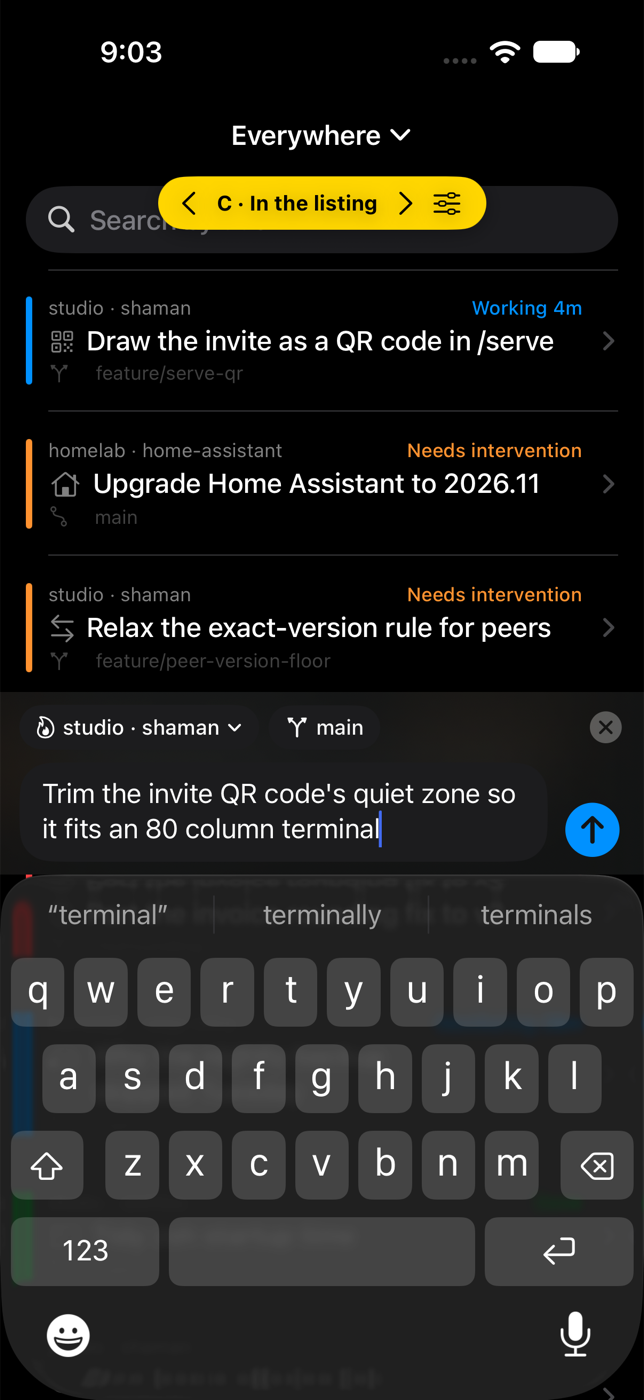 9:03
Everywhere
C · In the listing
Search
studio · shaman
Working 4m
Draw the invite as a QR code in /serve
feature/serve-qr
homelab · home-assistant
Needs intervention
Upgrade Home Assistant to 2026.11
main
studio · shaman
Needs intervention
Relax the exact-version rule for peers
feature/peer-version-floor
studio · shaman
main
Trim the invite QR code's quiet zone so
it fits an 80 column terminal
“terminal”
terminally
terminals
q w e r t y u i o p
a s d f g h j k l
z x c v b n m
123